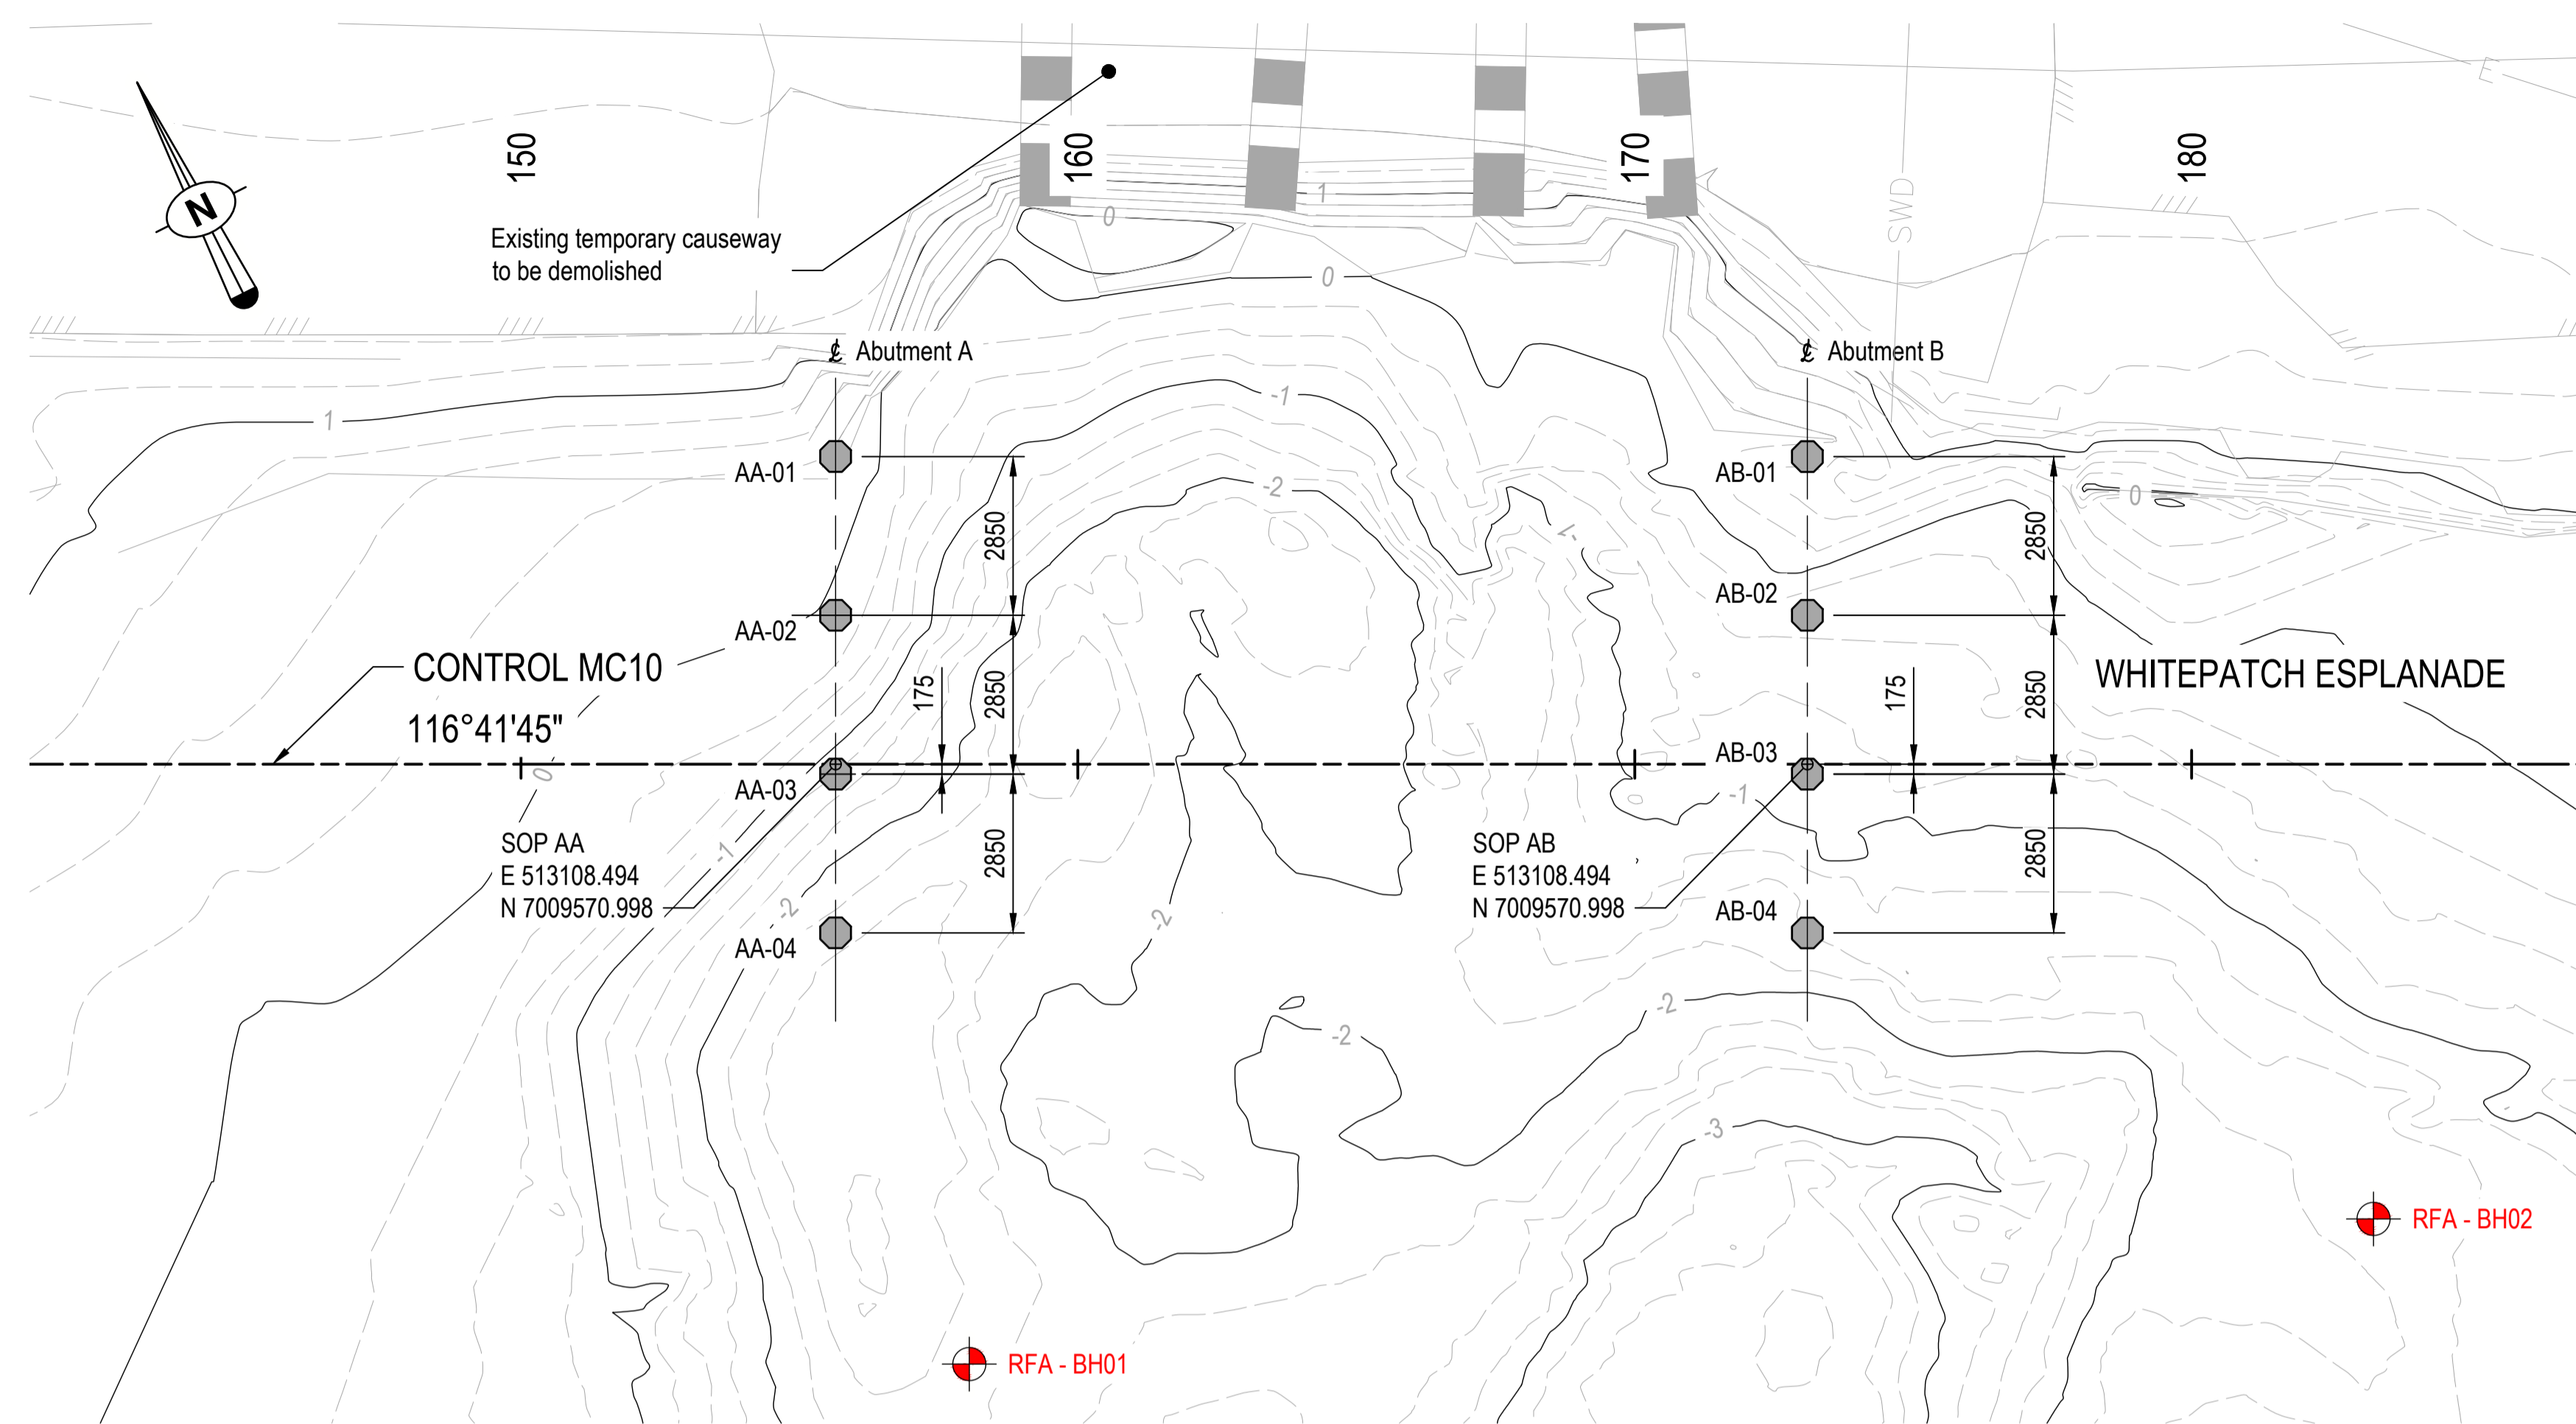 150
160
170
180
N
E
SWD
Existing temporary causeway
to be demolished
1
0
0
℄ Abutment A
℄ Abutment B
1
-1
-2
-1
0
AA-01
AB-01
2850
2850
AA-02
AB-02
CONTROL MC10
WHITEPATCH ESPLANADE
175
2850
175
2850
116°41'45"
0
AA-03
AB-03
-1
-1
SOP AA
E 513108.494
N 7009570.998
SOP AB
E 513108.494
N 7009570.998
2850
2850
-2
-2
AA-04
AB-04
-2
-2
-3
RFA - BH01
RFA - BH02